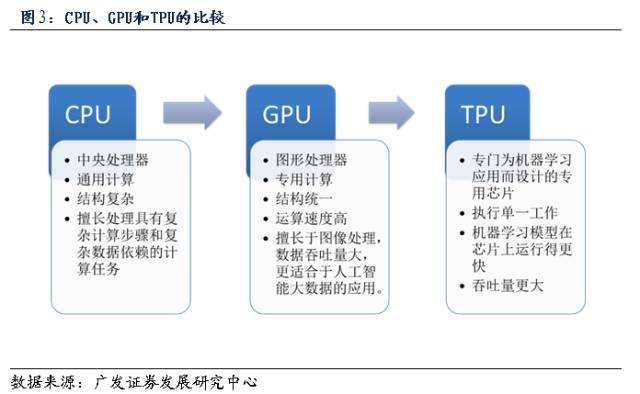 图3：CPU、GPU和TPU的比较
CPU
• 中央处理器
• 通用计算
• 结构复杂
• 擅长处理具有复
杂计算步骤和复
杂数据依赖的计
算任务
GPU
• 图形处理器
• 专用计算
• 结构统一
• 运算速度高
• 擅长于图像处理，
数据吞吐量大，
更适合于人工智
能大数据的应用。
TPU
• 专门为机器学习
应用而设计的专
用芯片
• 执行单一工作
• 机器学习模型在
芯片上运行得更
快
• 吞吐量更大
数据来源：广发证券发展研究中心